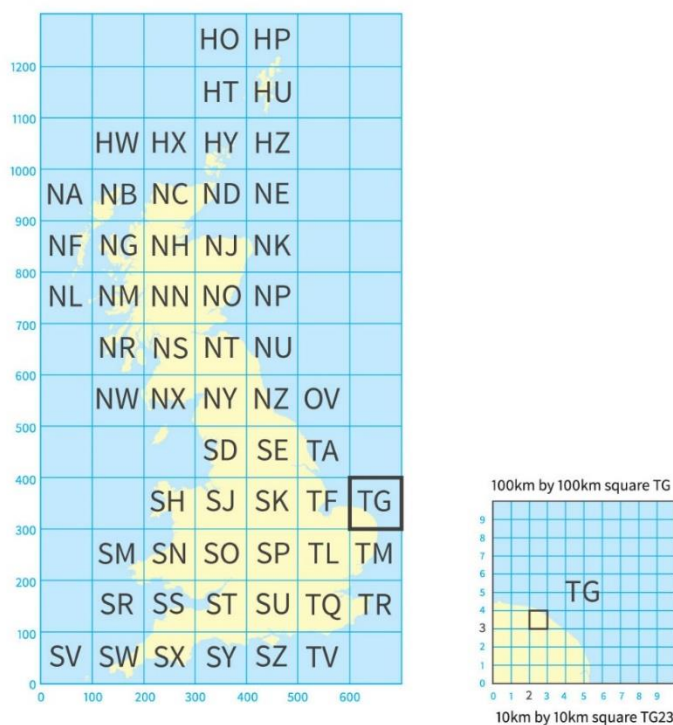 HO HP
1200
HT HU
1100
HW HX HY HZ
1000
NA NB NC ND NE
900
NF NG NH NJ NK
800
NL NM NN NO NP
700
NR NS NT NU
600
NW NX NY NZ OV
500
SD SE TA
400
SH SJ SK TF TG
300
SM SN SO SP TL TM
200
SR SS ST SU TQ TR
100
SV SW SX SY SZ TV
0
0 100 200 300 400 500 600
100km by 100km square TG
9
8
7
6
5
TG
4
3
2
1
0
0 1 2 3 4 5 6 7 8 9
10km by 10km square TG23